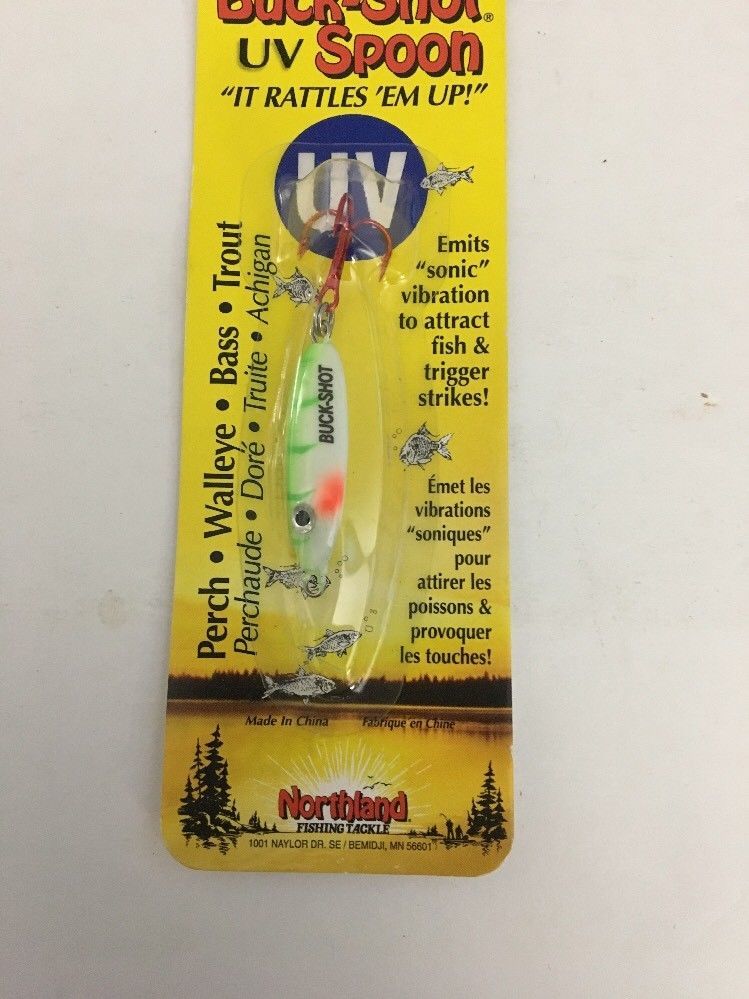 Buck-Shot®
UV Spoon
"IT RATTLES 'EM UP!"
UV
Perch • Walleye • Bass • Trout
Perchaude • Doré • Truite • Achigan
Emits
"sonic"
vibration
to attract
fish &
trigger
strikes!
BUCK-SHOT
Émet les
vibrations
"soniques"
pour
attirer les
poissons &
provoquer
les touches!
Made In China
Fabriqué en Chine
Northland®
FISHING TACKLE
1001 NAYLOR DR. SE / BEMIDJI, MN 56601